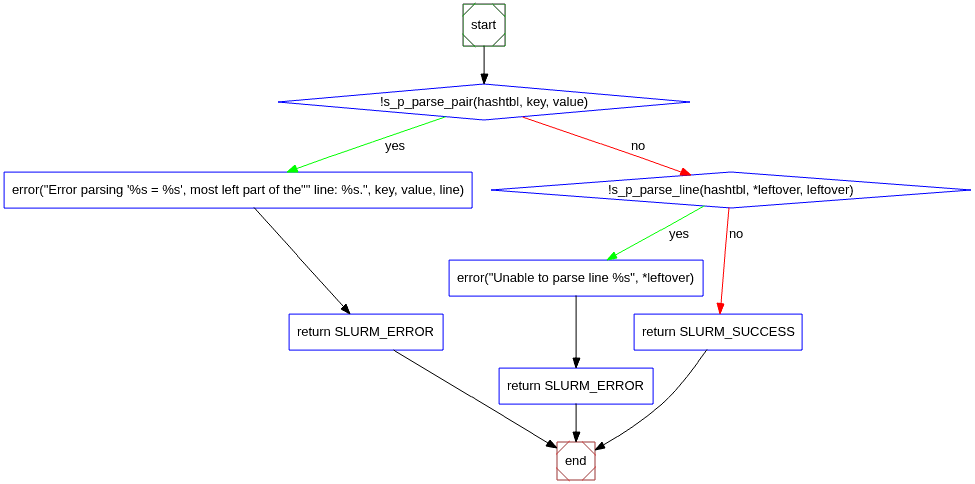 start
!s_p_parse_pair(hashtbl, key, value)
yes
no
error("Error parsing '%s = %s', most left part of the"" line: %s.", key, value, line)
!s_p_parse_line(hashtbl, *leftover, leftover)
yes
no
error("Unable to parse line %s", *leftover)
return SLURM_ERROR
return SLURM_SUCCESS
return SLURM_ERROR
end